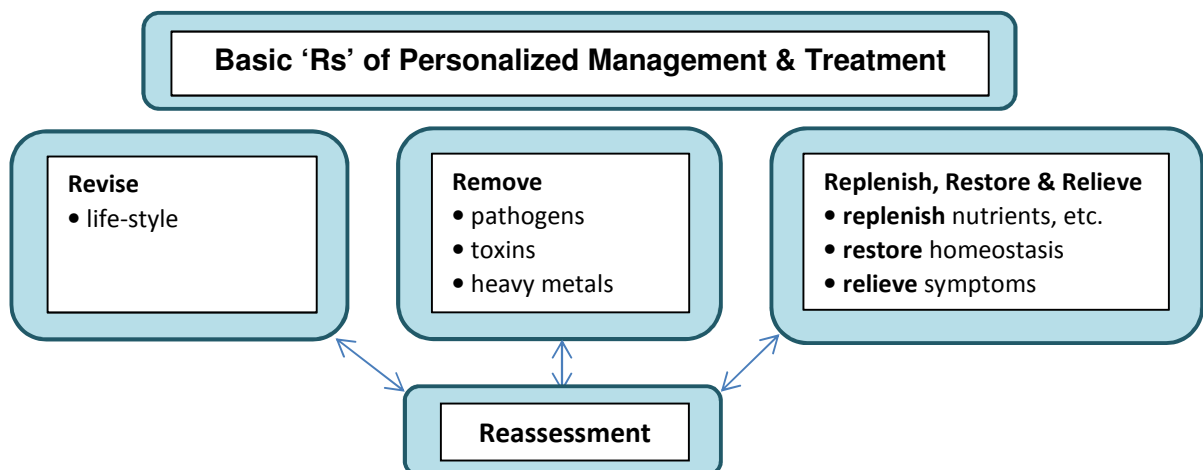 Basic ‘Rs’ of Personalized Management & Treatment
Revise
• life-style
Remove
• pathogens
• toxins
• heavy metals
Replenish, Restore & Relieve
• replenish nutrients, etc.
• restore homeostasis
• relieve symptoms
Reassessment